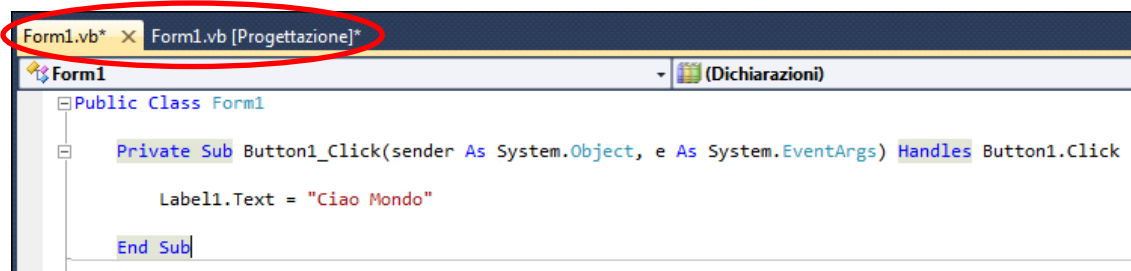 Form1.vb* Form1.vb [Progettazione]*
Form1 (Dichiarazioni)
Public Class Form1
Private Sub Button1_Click(sender As System.Object, e As System.EventArgs) Handles Button1.Click
Label1.Text = "Ciao Mondo"
End Sub